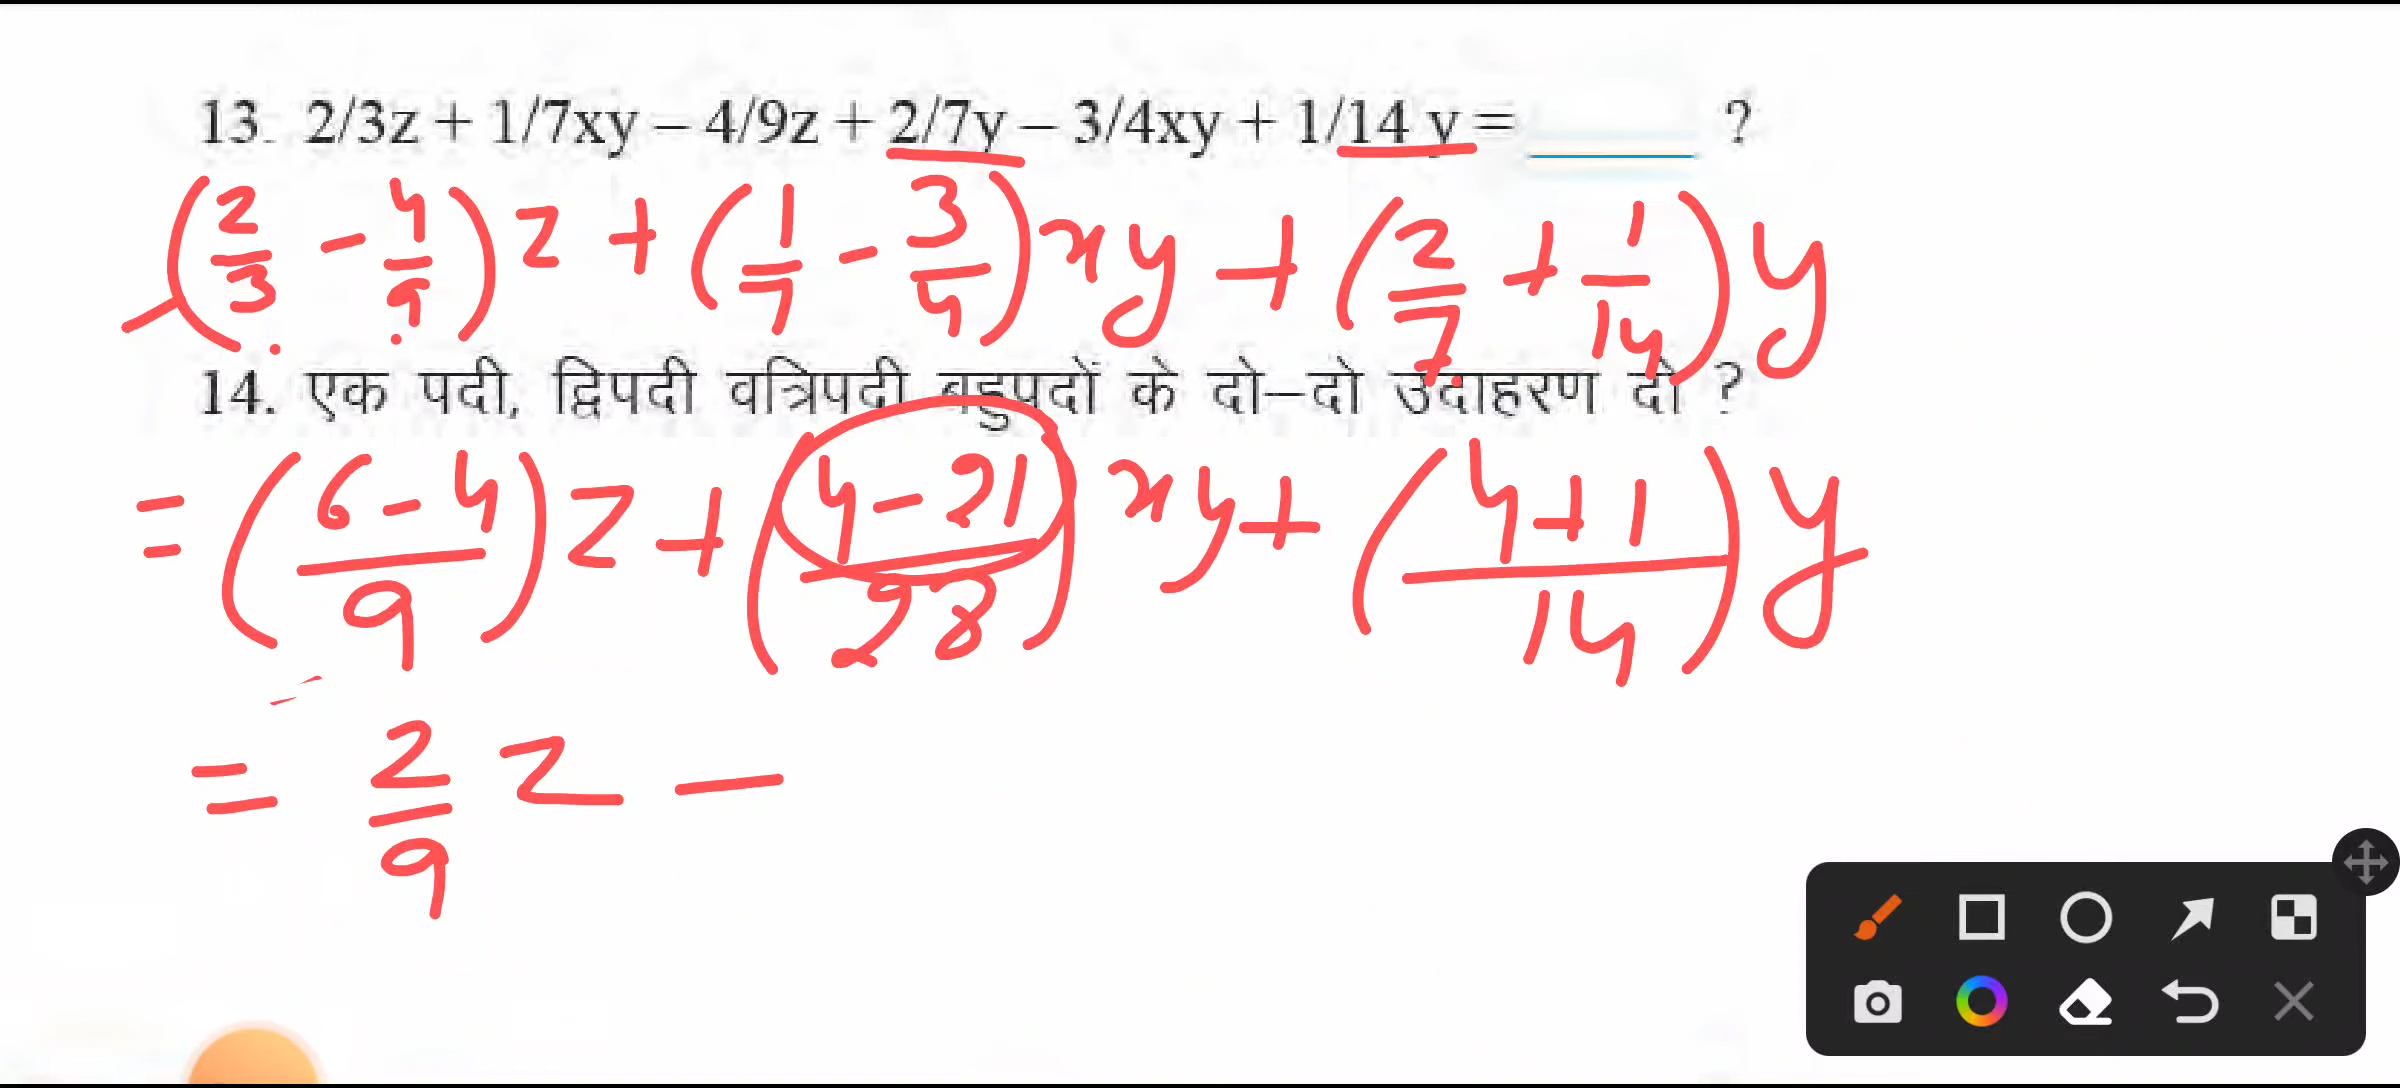 13. 2/3z + 1/7xy – 4/9z + 2/7y – 3/4xy + 1/14 y = ______ ?
(2/3 - 4/9) z + (1/7 - 3/4) xy + (2/7 + 1/14) y
14. एक पदी, द्विपदी वत्रिपदी बहुपदों के दो–दो उदाहरण दो ?
= (6-4/9) z + (4-21/28) xy + (4+1/14) y
= 2/9 z -